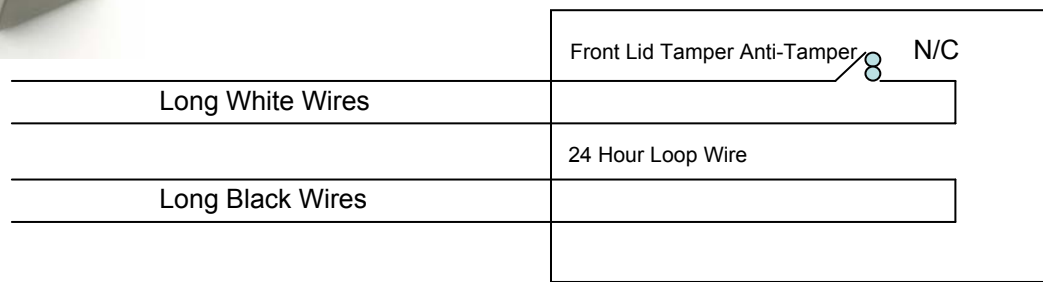 Front Lid Tamper Anti-Tamper N/C
Long White Wires
24 Hour Loop Wire
Long Black Wires